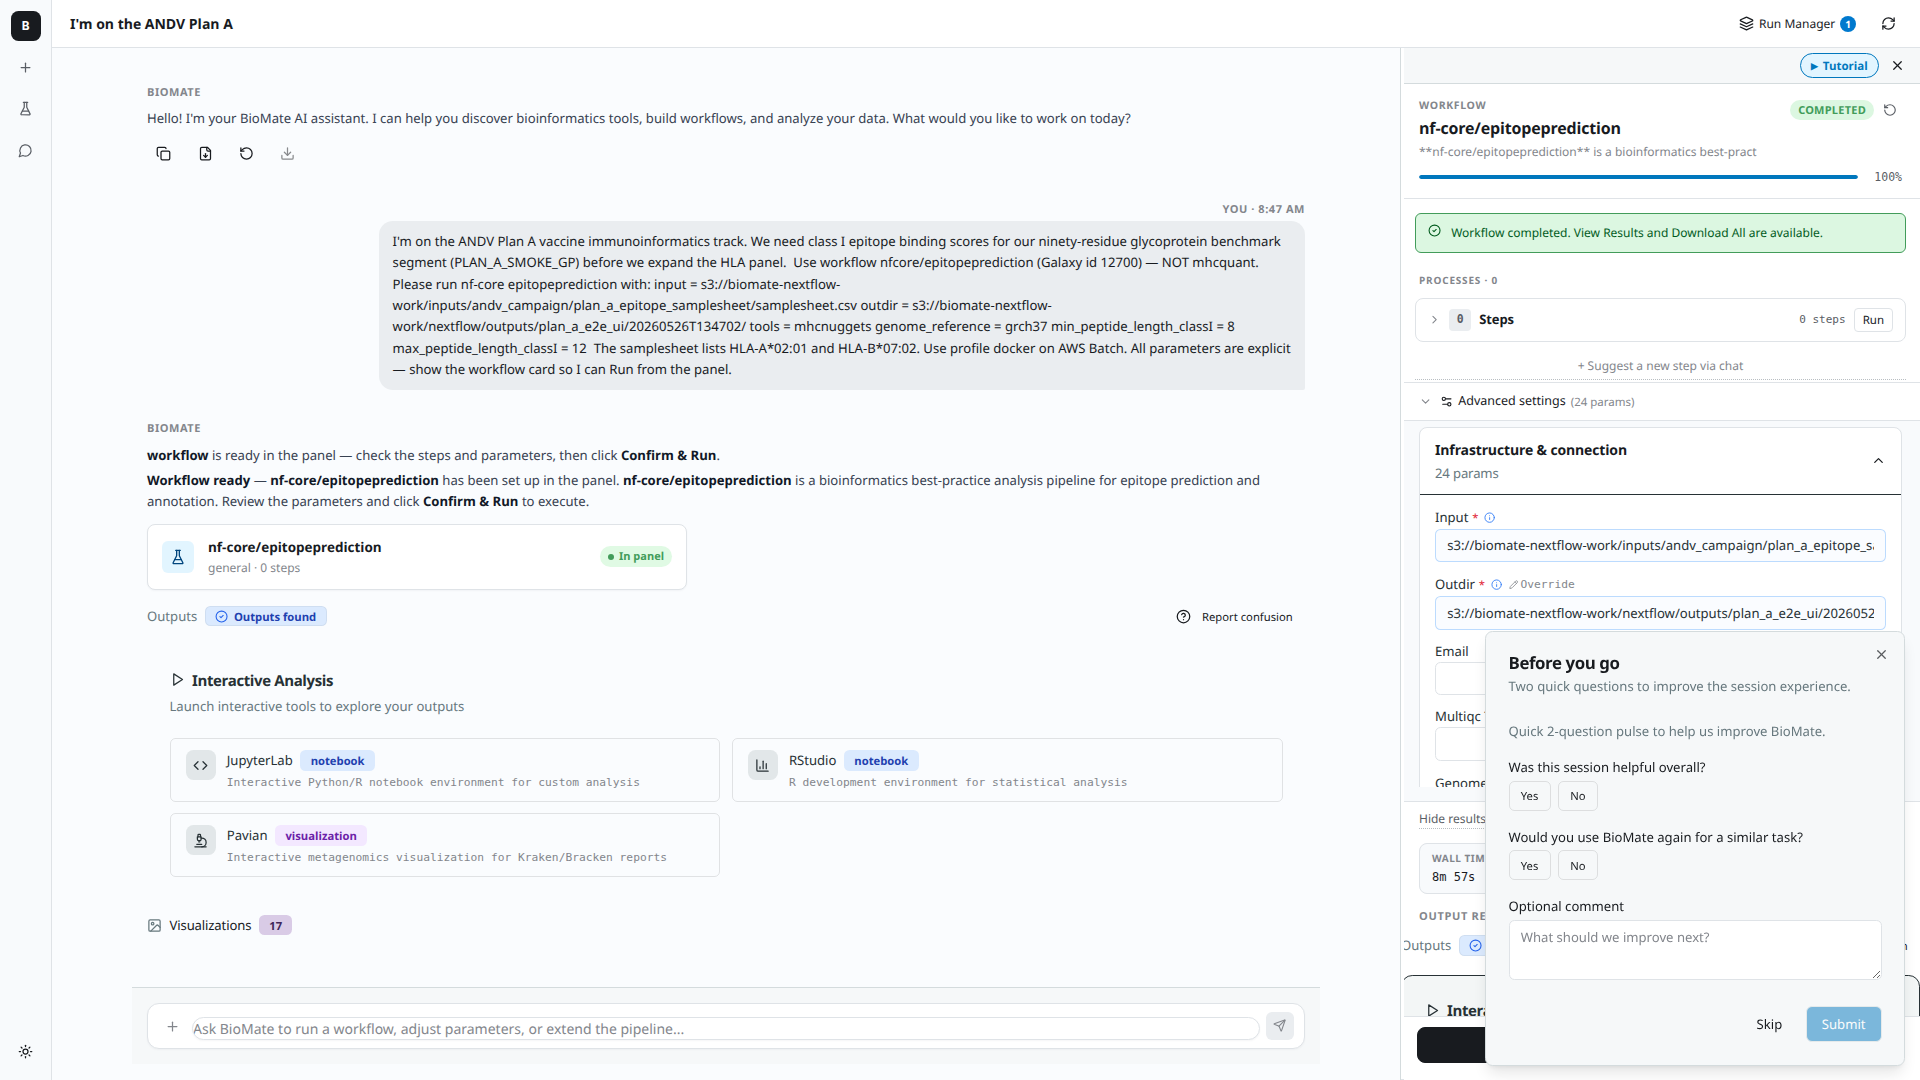 B
I'm on the ANDV Plan A
Run Manager 1
BIOMATE
Hello! I'm your BioMate AI assistant. I can help you discover bioinformatics tools, build workflows, and analyze your data. What would you like to work on today?
YOU · 8:47 AM
I'm on the ANDV Plan A vaccine immunoinformatics track. We need class I epitope binding scores for our ninety-residue glycoprotein benchmark
segment (PLAN_A_SMOKE_GP) before we expand the HLA panel.  Use workflow nfcore/epitopeprediction (Galaxy id 12700) — NOT mhcquant.
Please run nf-core epitopeprediction with: input = s3://biomate-nextflow-
work/inputs/andv_campaign/plan_a_epitope_samplesheet/samplesheet.csv outdir = s3://biomate-nextflow-
work/nextflow/outputs/plan_a_e2e_ui/20260526T134702/ tools = mhcnuggets genome_reference = grch37 min_peptide_length_classI = 8
max_peptide_length_classI = 12  The samplesheet lists HLA-A*02:01 and HLA-B*07:02. Use profile docker on AWS Batch. All parameters are explicit
— show the workflow card so I can Run from the panel.
BIOMATE
workflow is ready in the panel — check the steps and parameters, then click Confirm & Run.
Workflow ready — nf-core/epitopeprediction has been set up in the panel. nf-core/epitopeprediction is a bioinformatics best-practice analysis pipeline for epitope prediction and
annotation. Review the parameters and click Confirm & Run to execute.
nf-core/epitopeprediction
general · 0 steps
In panel
Outputs Outputs found
Report confusion
Interactive Analysis
Launch interactive tools to explore your outputs
JupyterLab notebook
Interactive Python/R notebook environment for custom analysis
RStudio notebook
R development environment for statistical analysis
Pavian visualization
Interactive metagenomics visualization for Kraken/Bracken reports
Visualizations 17
Ask BioMate to run a workflow, adjust parameters, or extend the pipeline...
Tutorial
WORKFLOW
COMPLETED
nf-core/epitopeprediction
**nf-core/epitopeprediction** is a bioinformatics best-pract
100%
Workflow completed. View Results and Download All are available.
PROCESSES · 0
0 Steps
0 steps
Run
+ Suggest a new step via chat
Advanced settings (24 params)
Infrastructure & connection
24 params
Input *
s3://biomate-nextflow-work/inputs/andv_campaign/plan_a_epitope_sa
Outdir * Override
s3://biomate-nextflow-work/nextflow/outputs/plan_a_e2e_ui/2026052
Email
Multiqc
Genome
Hide results
WALL TIM
8m 57s
OUTPUT RE
Outputs
Intera
Before you go
Two quick questions to improve the session experience.
Quick 2-question pulse to help us improve BioMate.
Was this session helpful overall?
Yes
No
Would you use BioMate again for a similar task?
Yes
No
Optional comment
What should we improve next?
Skip
Submit